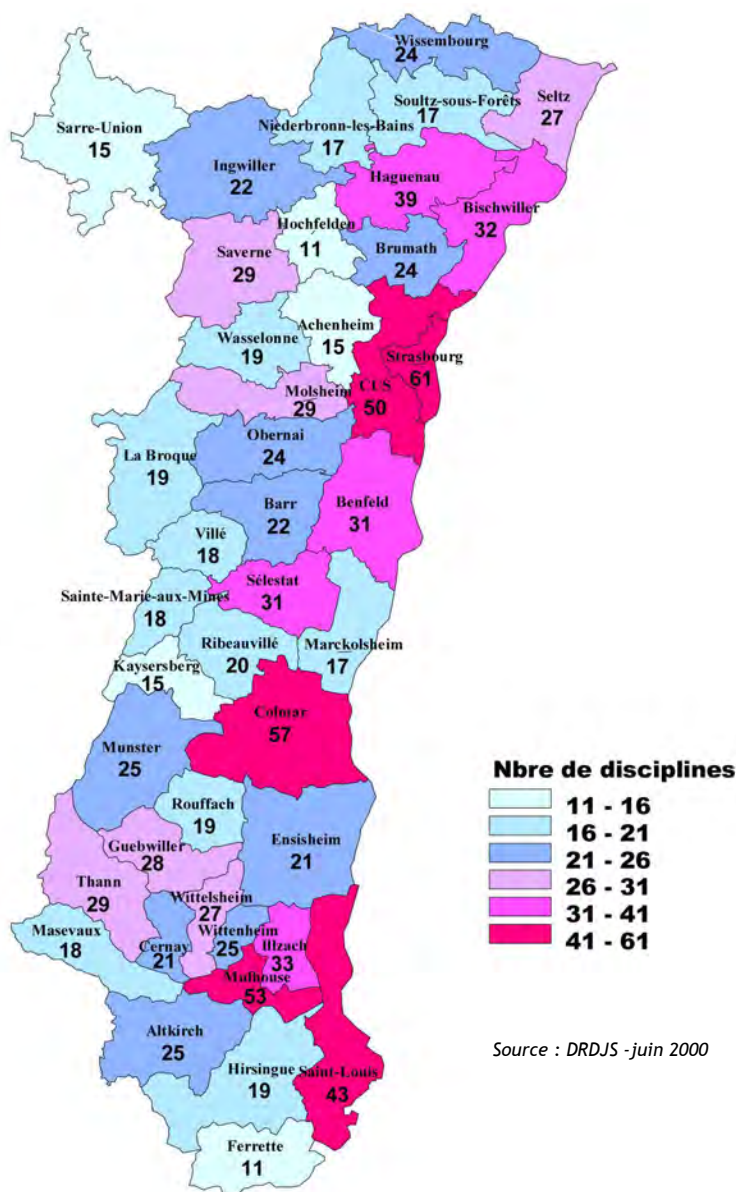 Wissembourg
24
Soultz-sous-Forêts
17
Seltz
27
Sarre-Union
15
Niederbronn-les-Bains
17
Ingwiller
22
Haguenau
39
Bischwiller
32
Hochfelden
11
Brumath
24
Saverne
29
Achenheim
15
Wasselonne
19
Strasbourg
61
CUS
50
Molsheim
29
Obernai
24
La Broque
19
Barr
22
Benfeld
31
Villé
18
Sélestat
31
Sainte-Marie-aux-Mines
18
Ribeauvillé
20
Marckolsheim
17
Kaysersberg
15
Colmar
57
Munster
25
Rouffach
19
Ensisheim
21
Guebwiller
28
Thann
29
Wittelsheim
27
Masevaux
18
Cernay
21
Wittenheim
25
Illzach
33
Mulhouse
53
Altkirch
25
Hirsingue
19
Saint-Louis
43
Ferrette
11
Nbre de disciplines
11 - 16
16 - 21
21 - 26
26 - 31
31 - 41
41 - 61
Source : DRDJS -juin 2000